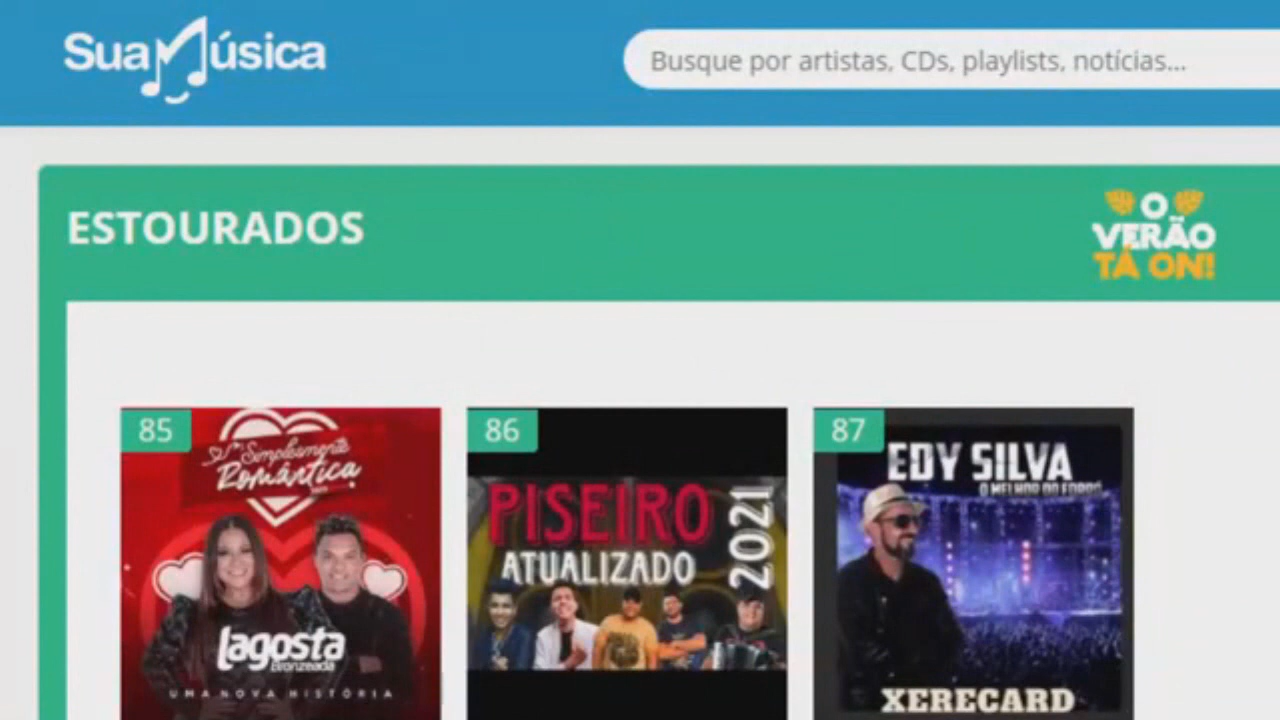 SuaMúsica
Busque por artistas, CDs, playlists, notícias...
ESTOURADOS
O
VERÃO
TÁ ON!
85
Simplesmente
Romântica
lagosta
Bronzeada
UMA NOVA HISTÓRIA
86
PISEIRO
ATUALIZADO
2021
87
EDY SILVA
O MELHOR DO FORRÓ
XERECARD